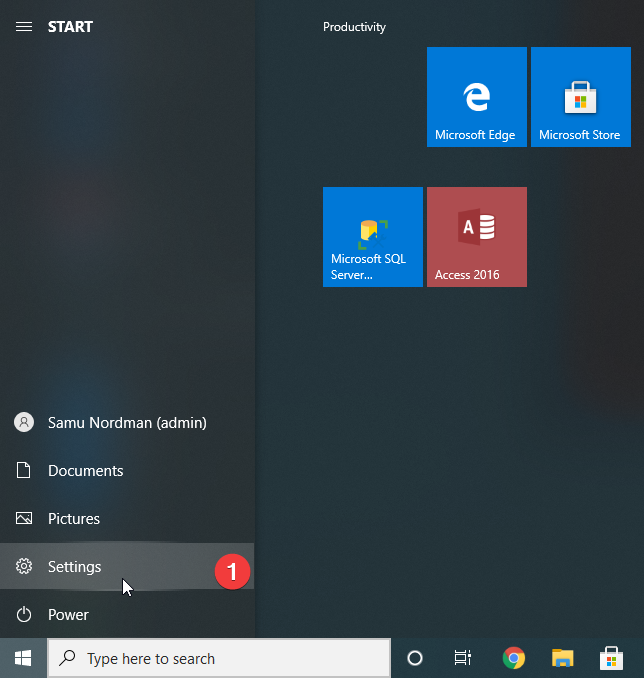 START
Productivity
Microsoft Edge
Microsoft Store
Microsoft SQL
Server...
A
Access 2016
Samu Nordman (admin)
Documents
Pictures
Settings
1
Power
Type here to search